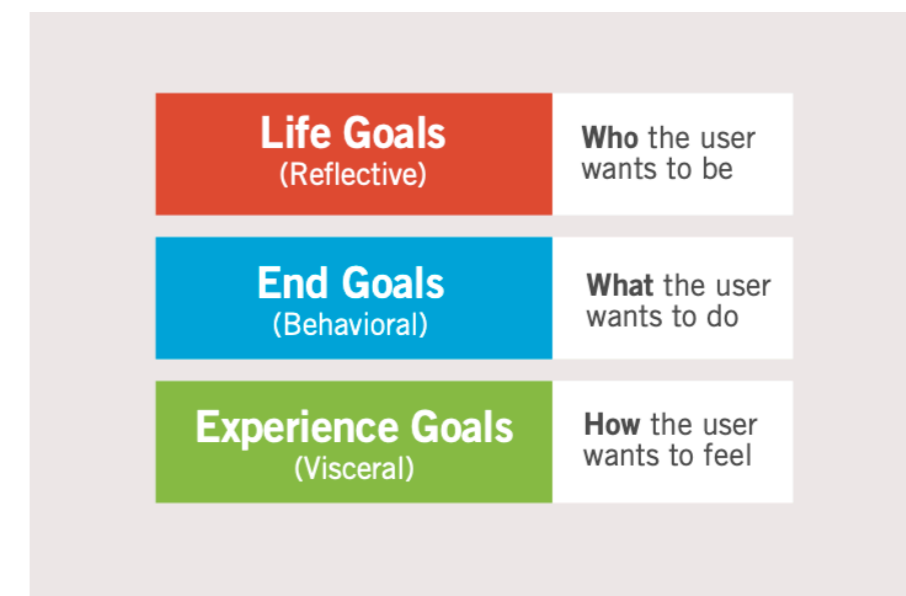 Life Goals
(Reflective)
Who the user
wants to be
End Goals
(Behavioral)
What the user
wants to do
Experience Goals
(Visceral)
How the user
wants to feel